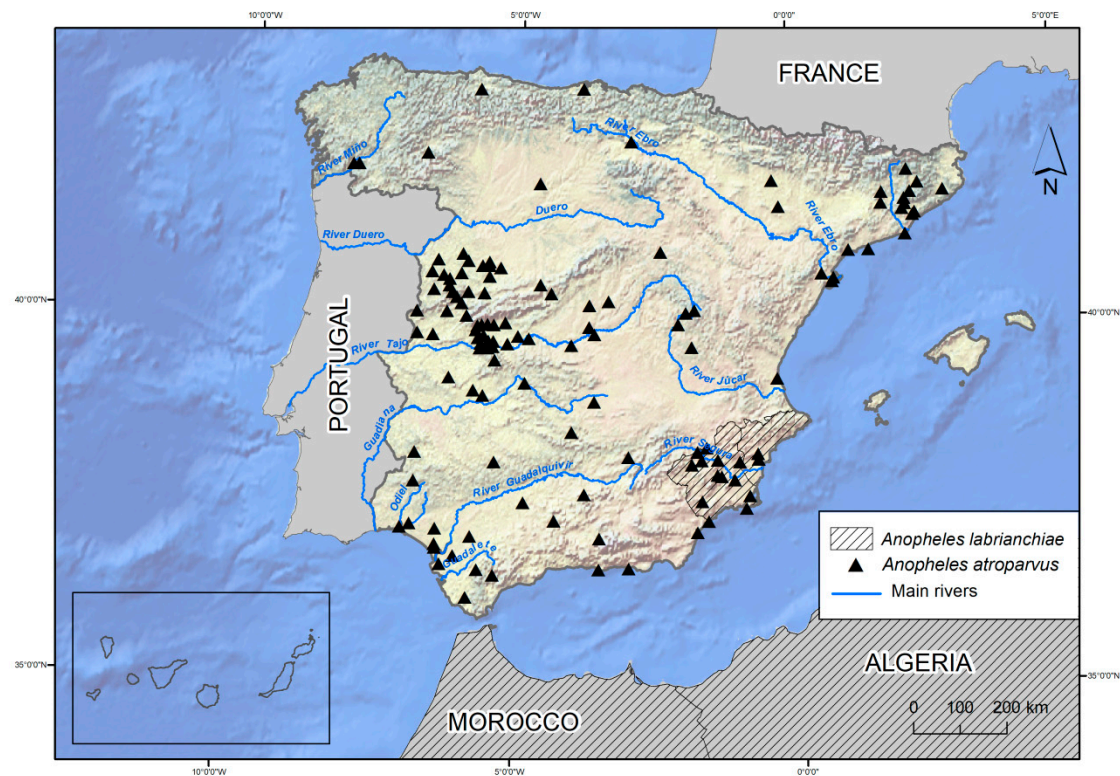 10°0'0"W
5°0'0"W
0°0'0"
5°0'0"E
FRANCE
River Ebro
River Miño
N
Duero
River Ebro
River Duero
40°0'0"N
40°0'0"N
PORTUGAL
River Tajo
River Júcar
Guadiana
River Segura
River Guadalquivir
Odiel
Guadalete
Anopheles labrianchiae
Anopheles atroparvus
Main rivers
35°0'0"N
35°0'0"N
ALGERIA
MOROCCO
0 100 200 km
10°0'0"W
5°0'0"W
0°0'0"